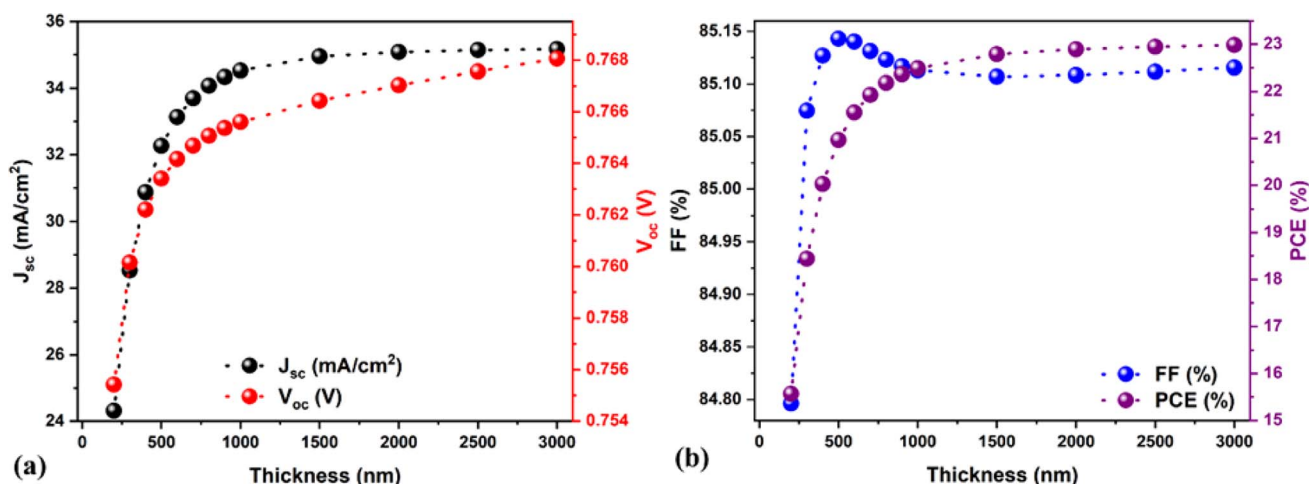 36
34
32
30
28
26
24
J_sc (mA/cm²)
0.768
0.766
0.764
0.762
0.760
0.758
0.756
0.754
V_oc (V)
J_sc (mA/cm²)
V_oc (V)
0 500 1000 1500 2000 2500 3000
Thickness (nm)
(a)
85.15
85.10
85.05
85.00
84.95
84.90
84.85
84.80
FF (%)
23
22
21
20
19
18
17
16
15
PCE (%)
FF (%)
PCE (%)
0 500 1000 1500 2000 2500 3000
Thickness (nm)
(b)